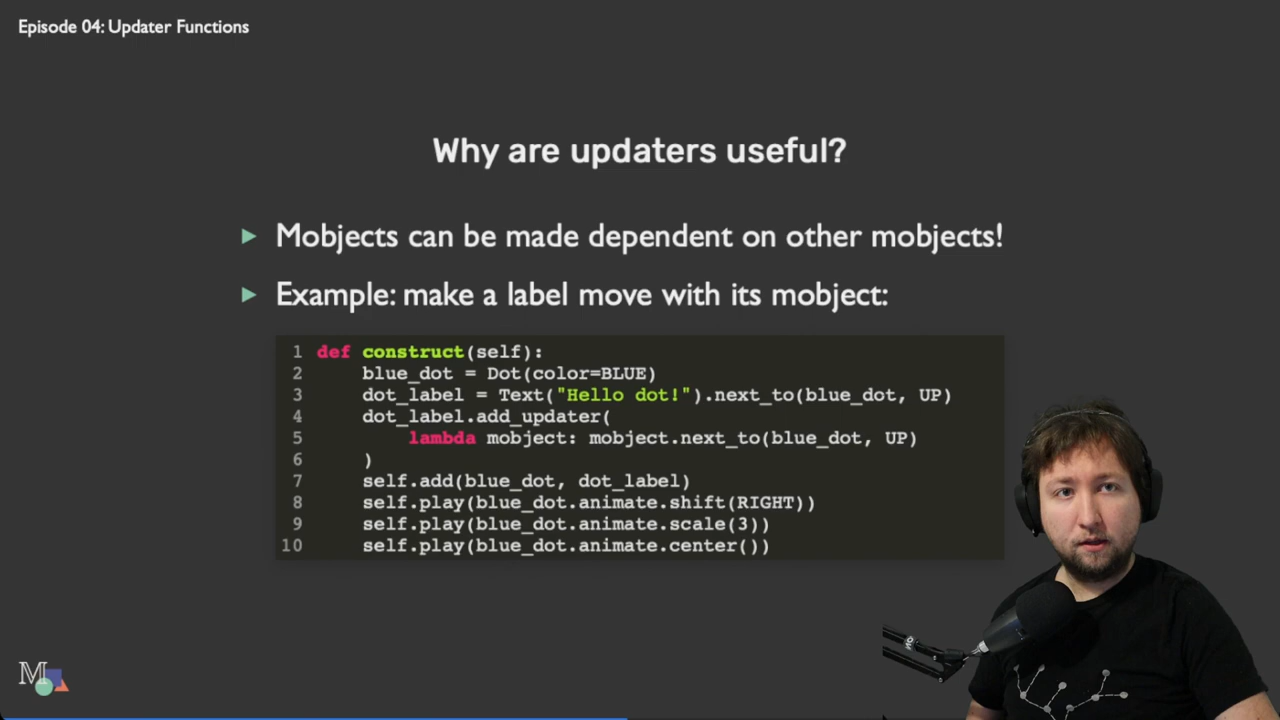 Episode 04: Updater Functions
Why are updaters useful?
▶ Mobjects can be made dependent on other mobjects!
▶ Example: make a label move with its mobject:
1 def construct(self):
2     blue_dot = Dot(color=BLUE)
3     dot_label = Text("Hello dot!").next_to(blue_dot, UP)
4     dot_label.add_updater(
5         lambda mobject: mobject.next_to(blue_dot, UP)
6     )
7     self.add(blue_dot, dot_label)
8     self.play(blue_dot.animate.shift(RIGHT))
9     self.play(blue_dot.animate.scale(3))
10     self.play(blue_dot.animate.center())
M